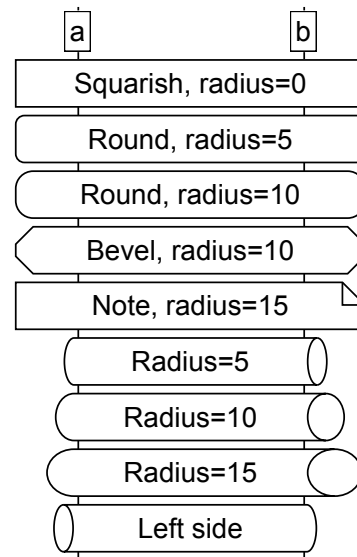 a b
Squarish, radius=0
Round, radius=5
Round, radius=10
Bevel, radius=10
Note, radius=15
Radius=5
Radius=10
Radius=15
Left side